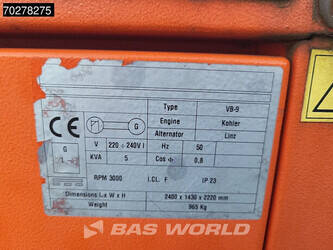 70278275
Type VB-9
Engine Kohler
Alternator Linz
CE G
V 220 ÷ 240V I Hz 50
G KVA 5 Cos ϕ 0,8
RPM 3000 I.CL. F IP 23
Dimensions L x W x H 2400 x 1430 x 2220 mm
Weight 965 Kg
BAS WORLD